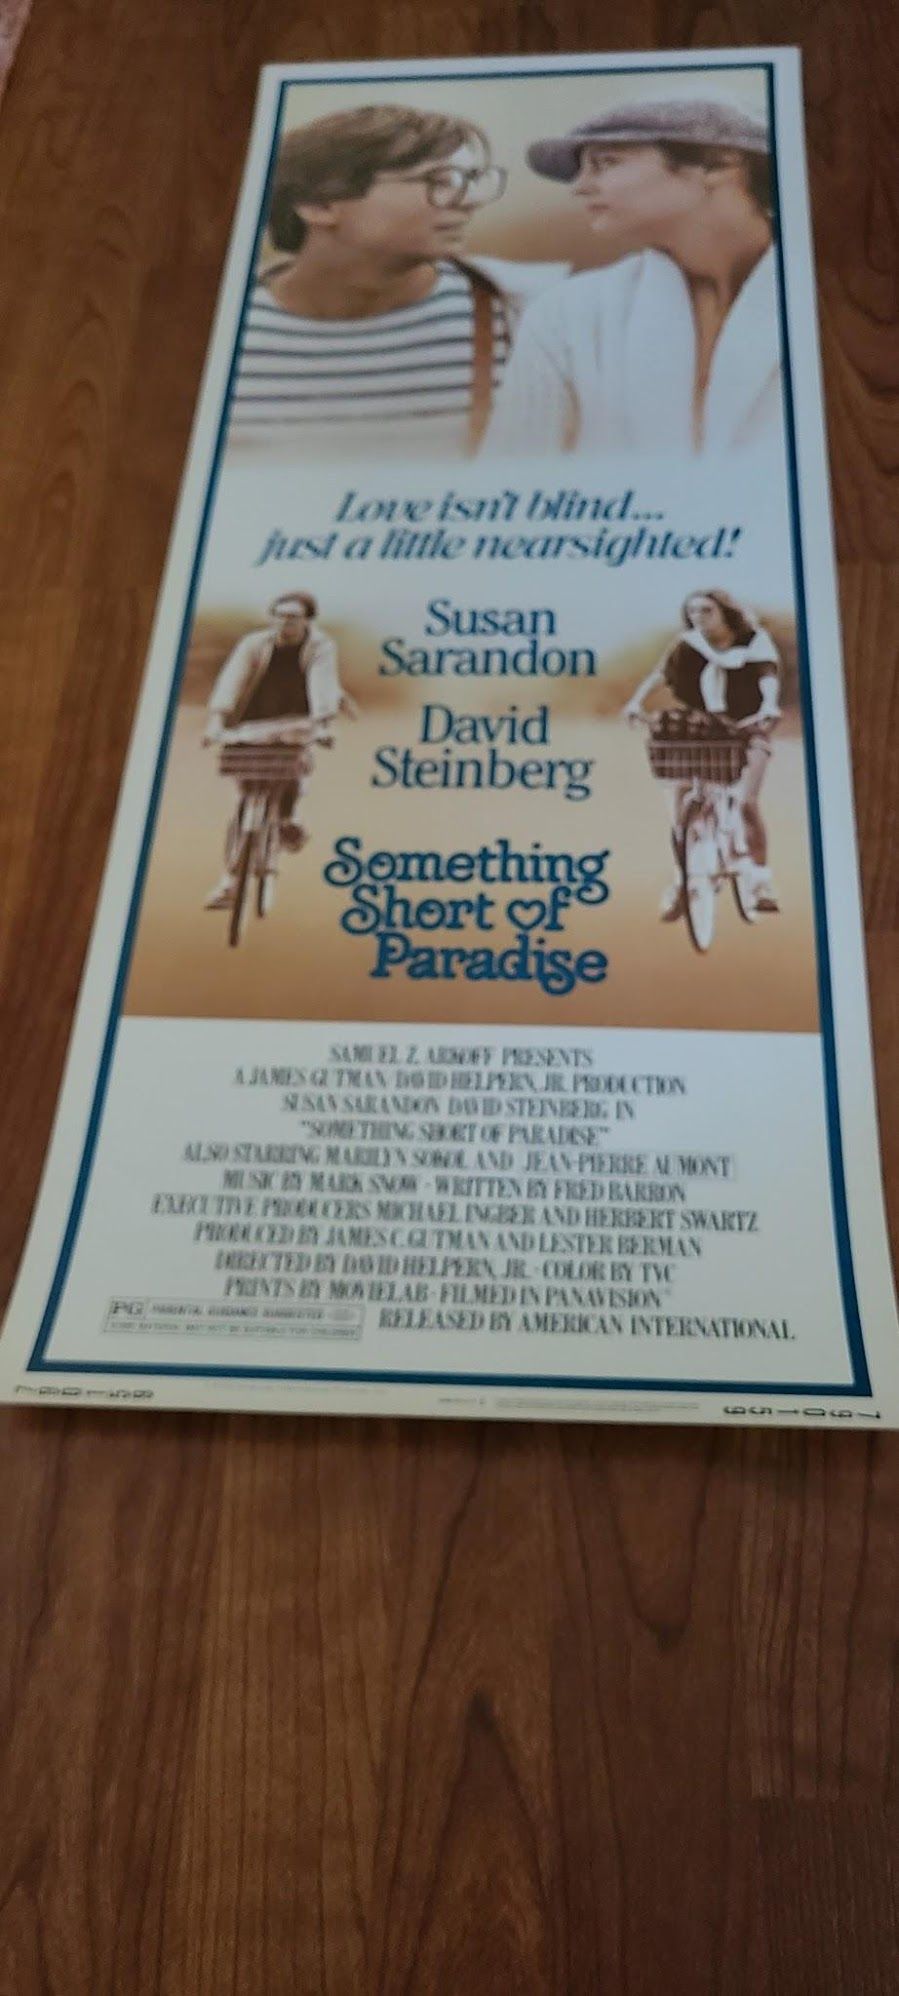 Love isn't blind...
just a little nearsighted!
Susan
Sarandon
David
Steinberg
Something
Short of
Paradise
SAMUEL Z. ARKOFF PRESENTS
A JAMES GUTMAN DAVID HELPERN, JR. PRODUCTION
SUSAN SARANDON DAVID STEINBERG IN
"SOMETHING SHORT OF PARADISE"
ALSO STARRING MARILYN SOKOL AND JEAN-PIERRE AUMONT
MUSIC BY MARK SNOW · WRITTEN BY FRED BARRON
EXECUTIVE PRODUCERS MICHAEL INGBER AND HERBERT SWARTZ
PRODUCED BY JAMES C. GUTMAN AND LESTER BERMAN
DIRECTED BY DAVID HELPERN, JR. · COLOR BY TVC
PRINTS BY MOVIELAB · FILMED IN PANAVISION®
PG PARENTAL GUIDANCE SUGGESTED
RELEASED BY AMERICAN INTERNATIONAL